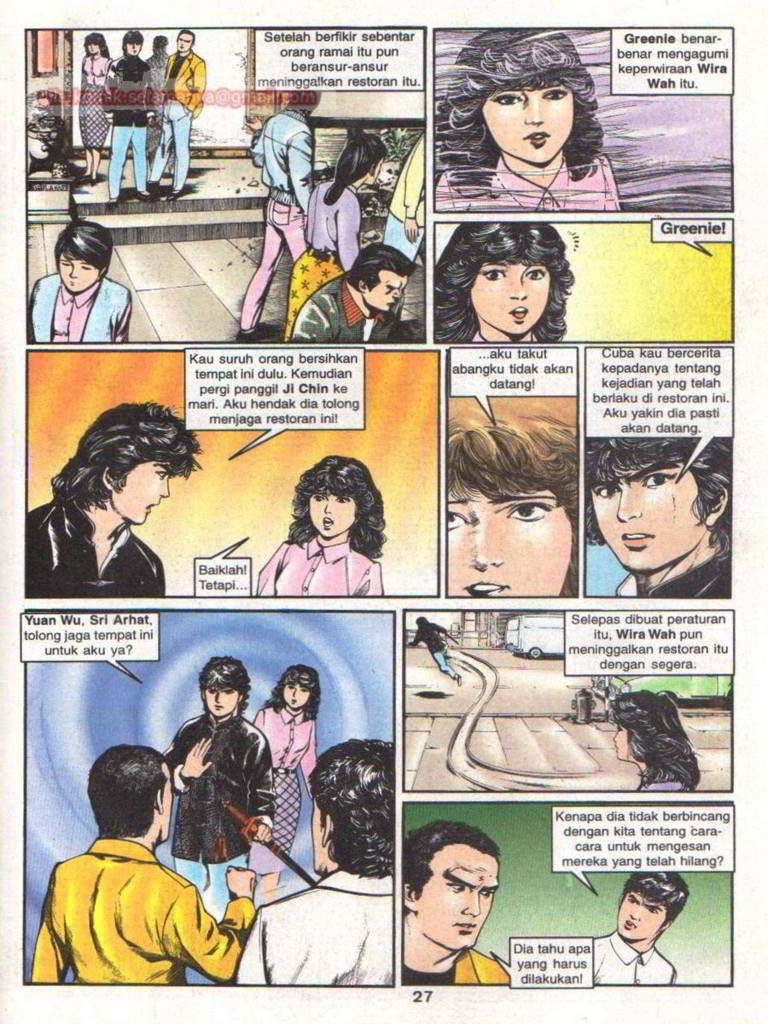 Setelah berfikir sebentar
orang ramai itu pun
beransur-ansur
meninggalkan restoran itu.
Greenie benar-
benar mengagumi
keperwiraan Wira
Wah itu.
Greenie!
Kau suruh orang bersihkan
tempat ini dulu. Kemudian
pergi panggil Ji Chin ke
mari. Aku hendak dia tolong
menjaga restoran ini!
Baiklah!
Tetapi...
...aku takut
abangku tidak akan
datang!
Cuba kau bercerita
kepadanya tentang
kejadian yang telah
berlaku di restoran ini.
Aku yakin dia pasti
akan datang.
Yuan Wu, Sri Arhat,
tolong jaga tempat ini
untuk aku ya?
Selepas dibuat peraturan
itu, Wira Wah pun
meninggalkan restoran itu
dengan segera.
Kenapa dia tidak berbincang
dengan kita tentang cara-
cara untuk mengesan
mereka yang telah hilang?
Dia tahu apa
yang harus
dilakukan!
27